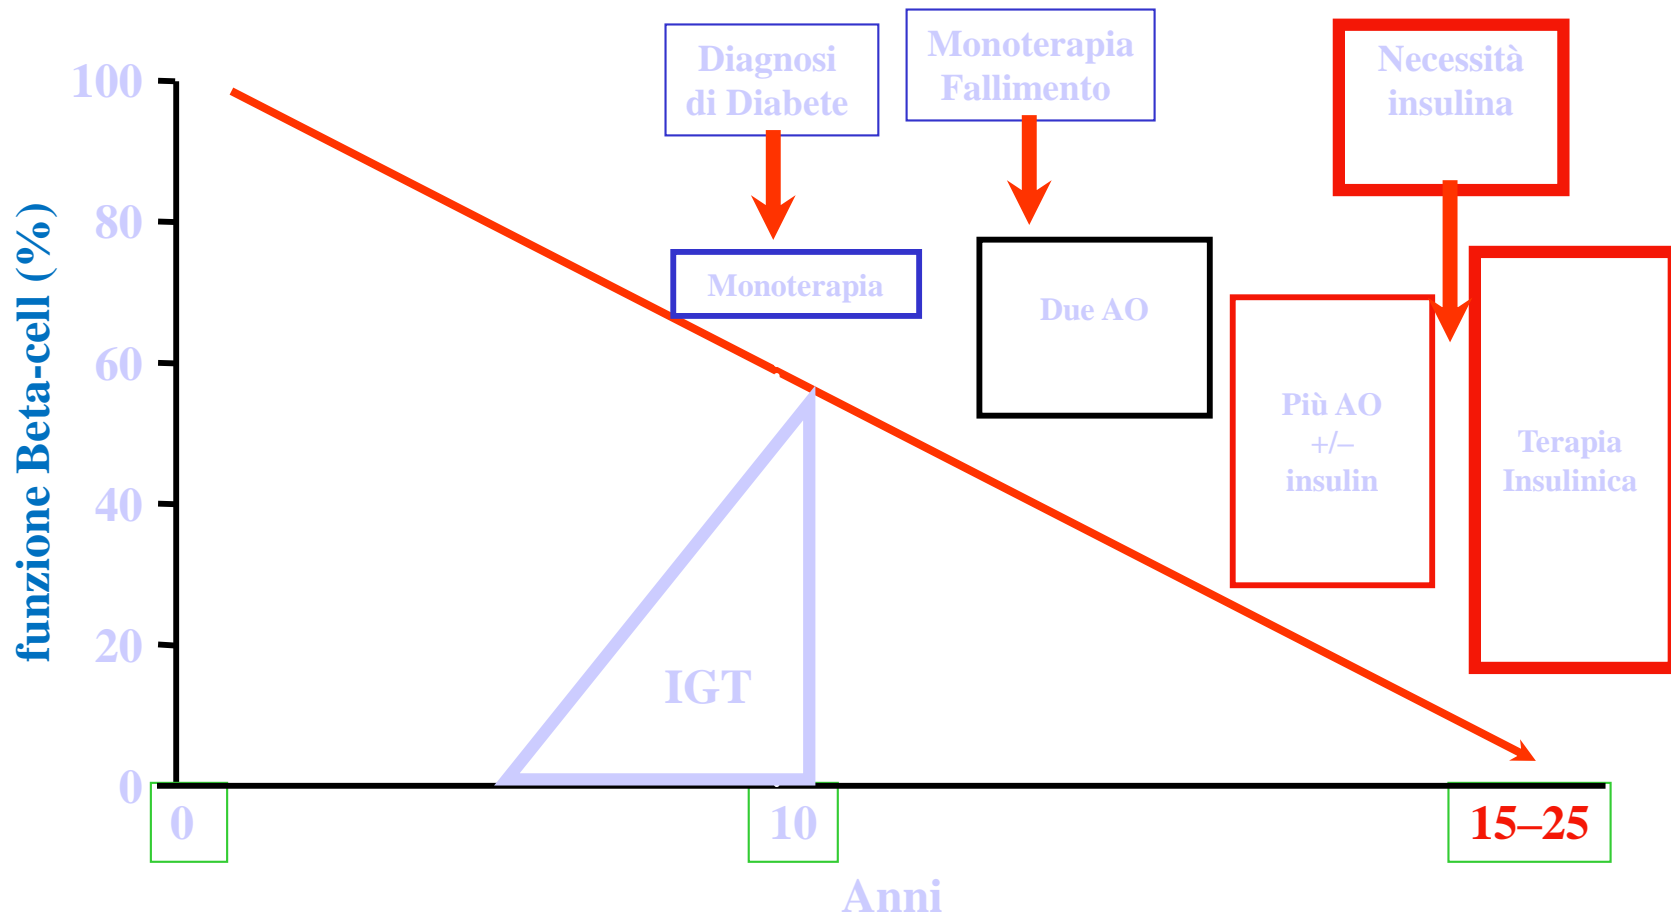 Diagnosi
di Diabete
Monoterapia
Fallimento
Necessità
insulina
100
80
60
40
20
0
funzione Beta-cell (%)
Monoterapia
Due AO
Più AO
+/–
insulin
Terapia
Insulinica
IGT
0
10
15–25
Anni